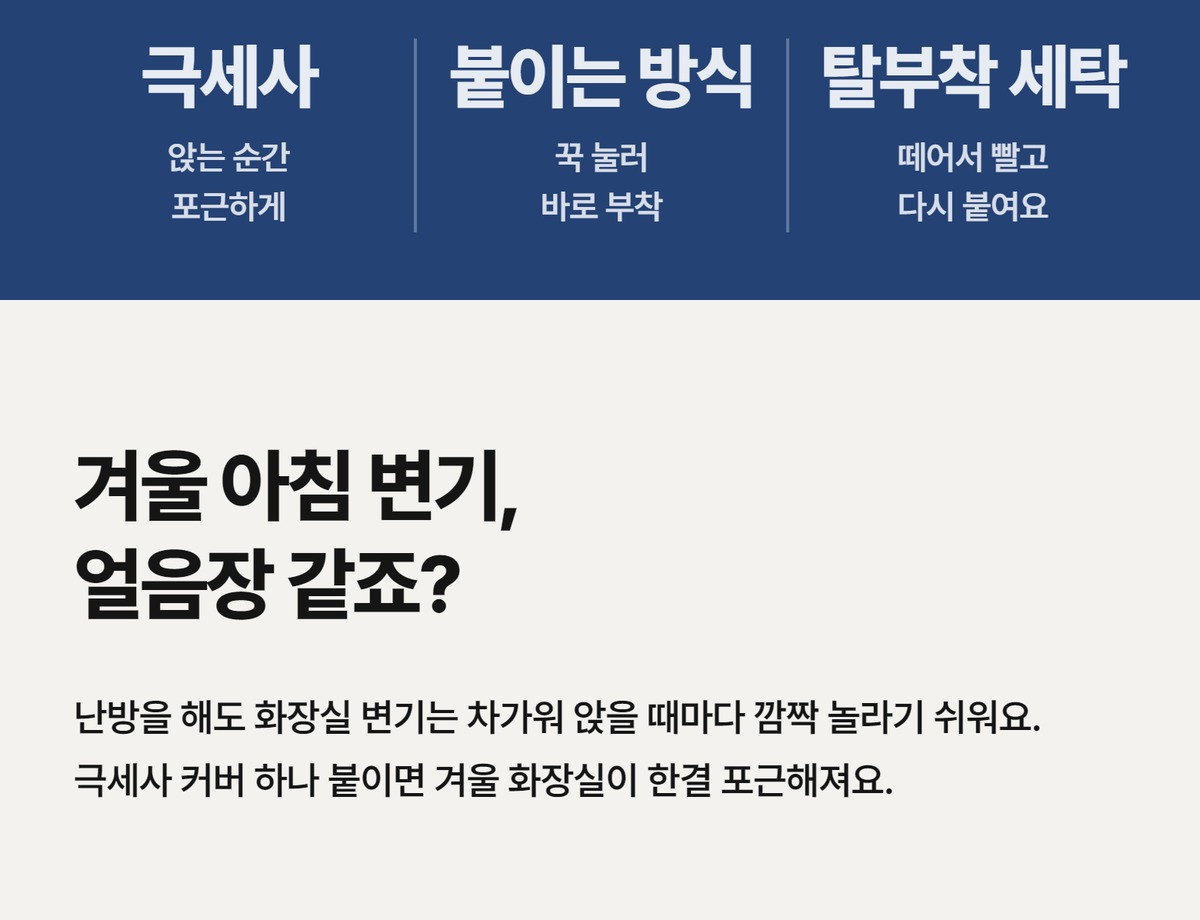 극세사
앉는 순간
포근하게
붙이는 방식
꾹 눌러
바로 부착
탈부착 세탁
떼어서 빨고
다시 붙여요
겨울 아침 변기,
얼음장 같죠?
난방을 해도 화장실 변기는 차가워 앉을 때마다 깜짝 놀라기 쉬워요.
극세사 커버 하나 붙이면 겨울 화장실이 한결 포근해져요.